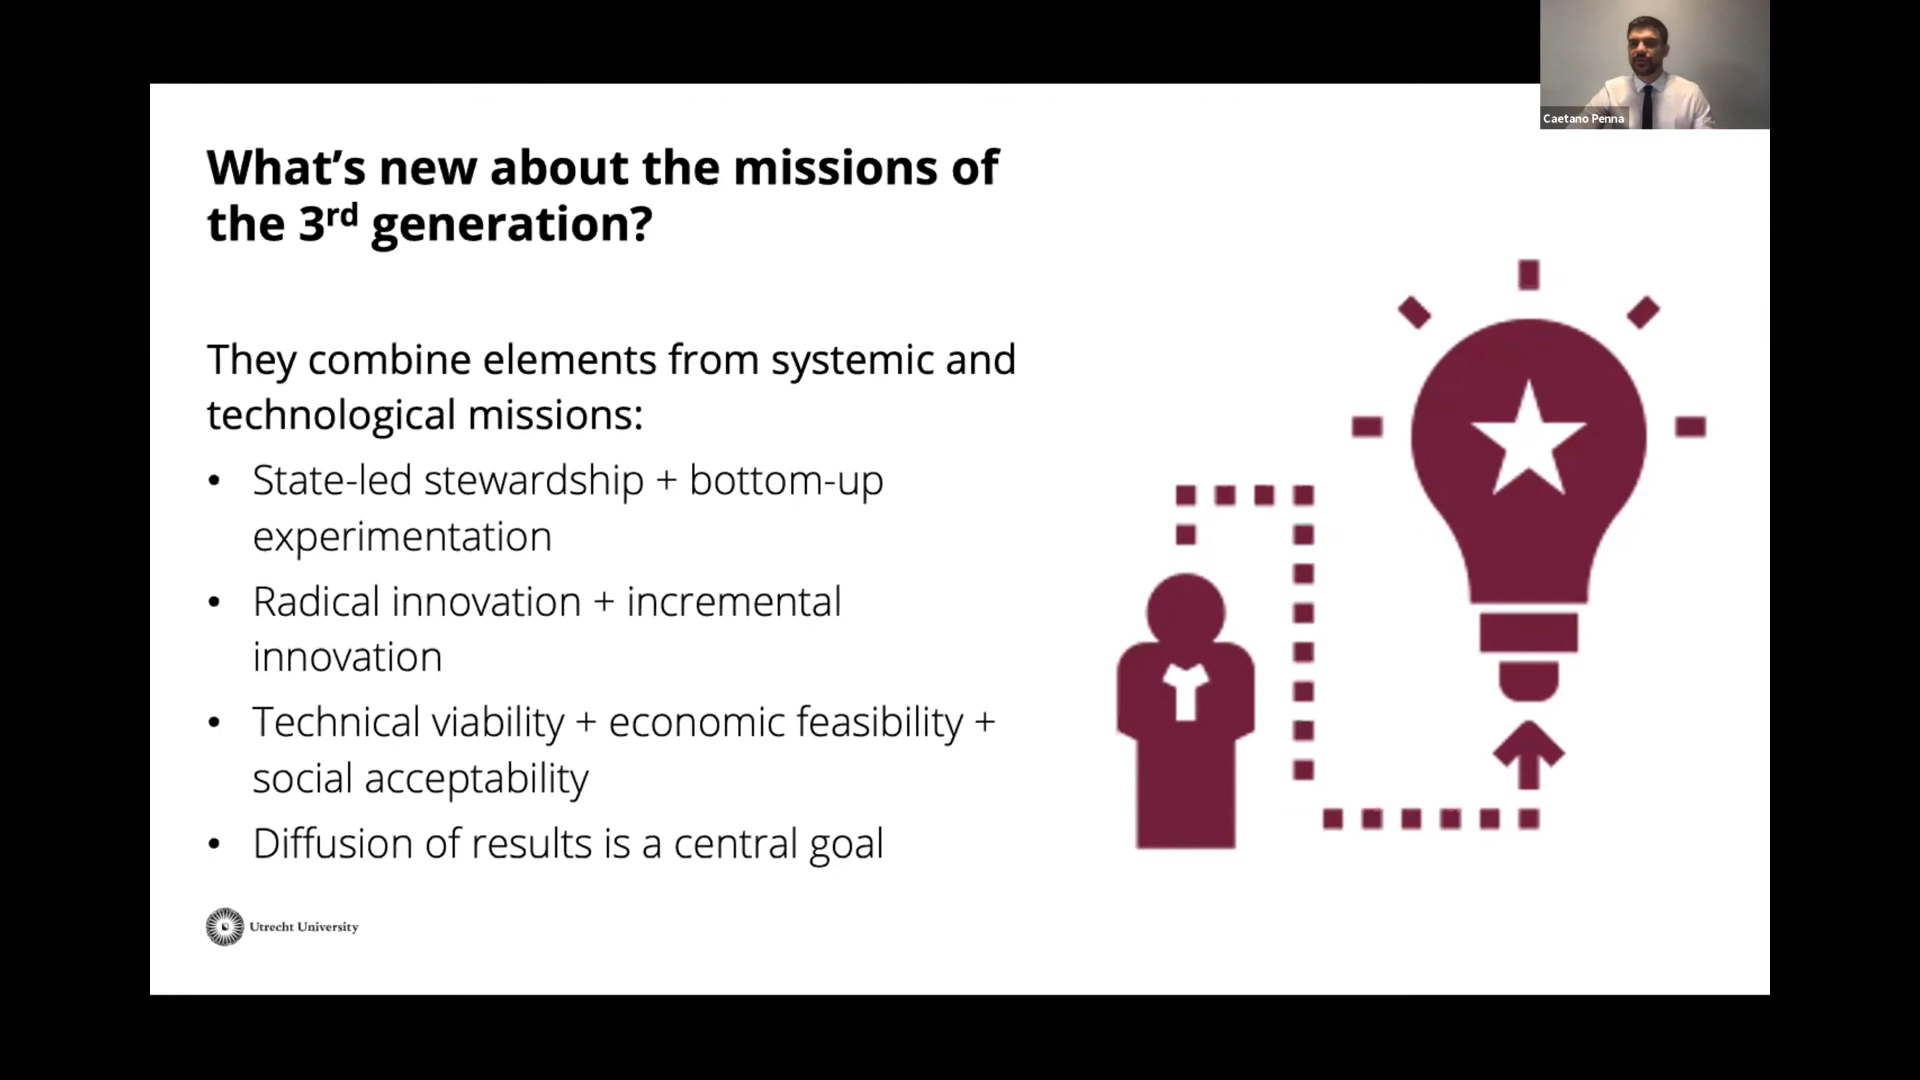 Caetano Penna
What’s new about the missions of
the 3rd generation?
They combine elements from systemic and
technological missions:
• State-led stewardship + bottom-up
experimentation
• Radical innovation + incremental
innovation
• Technical viability + economic feasibility +
social acceptability
• Diffusion of results is a central goal
Utrecht University